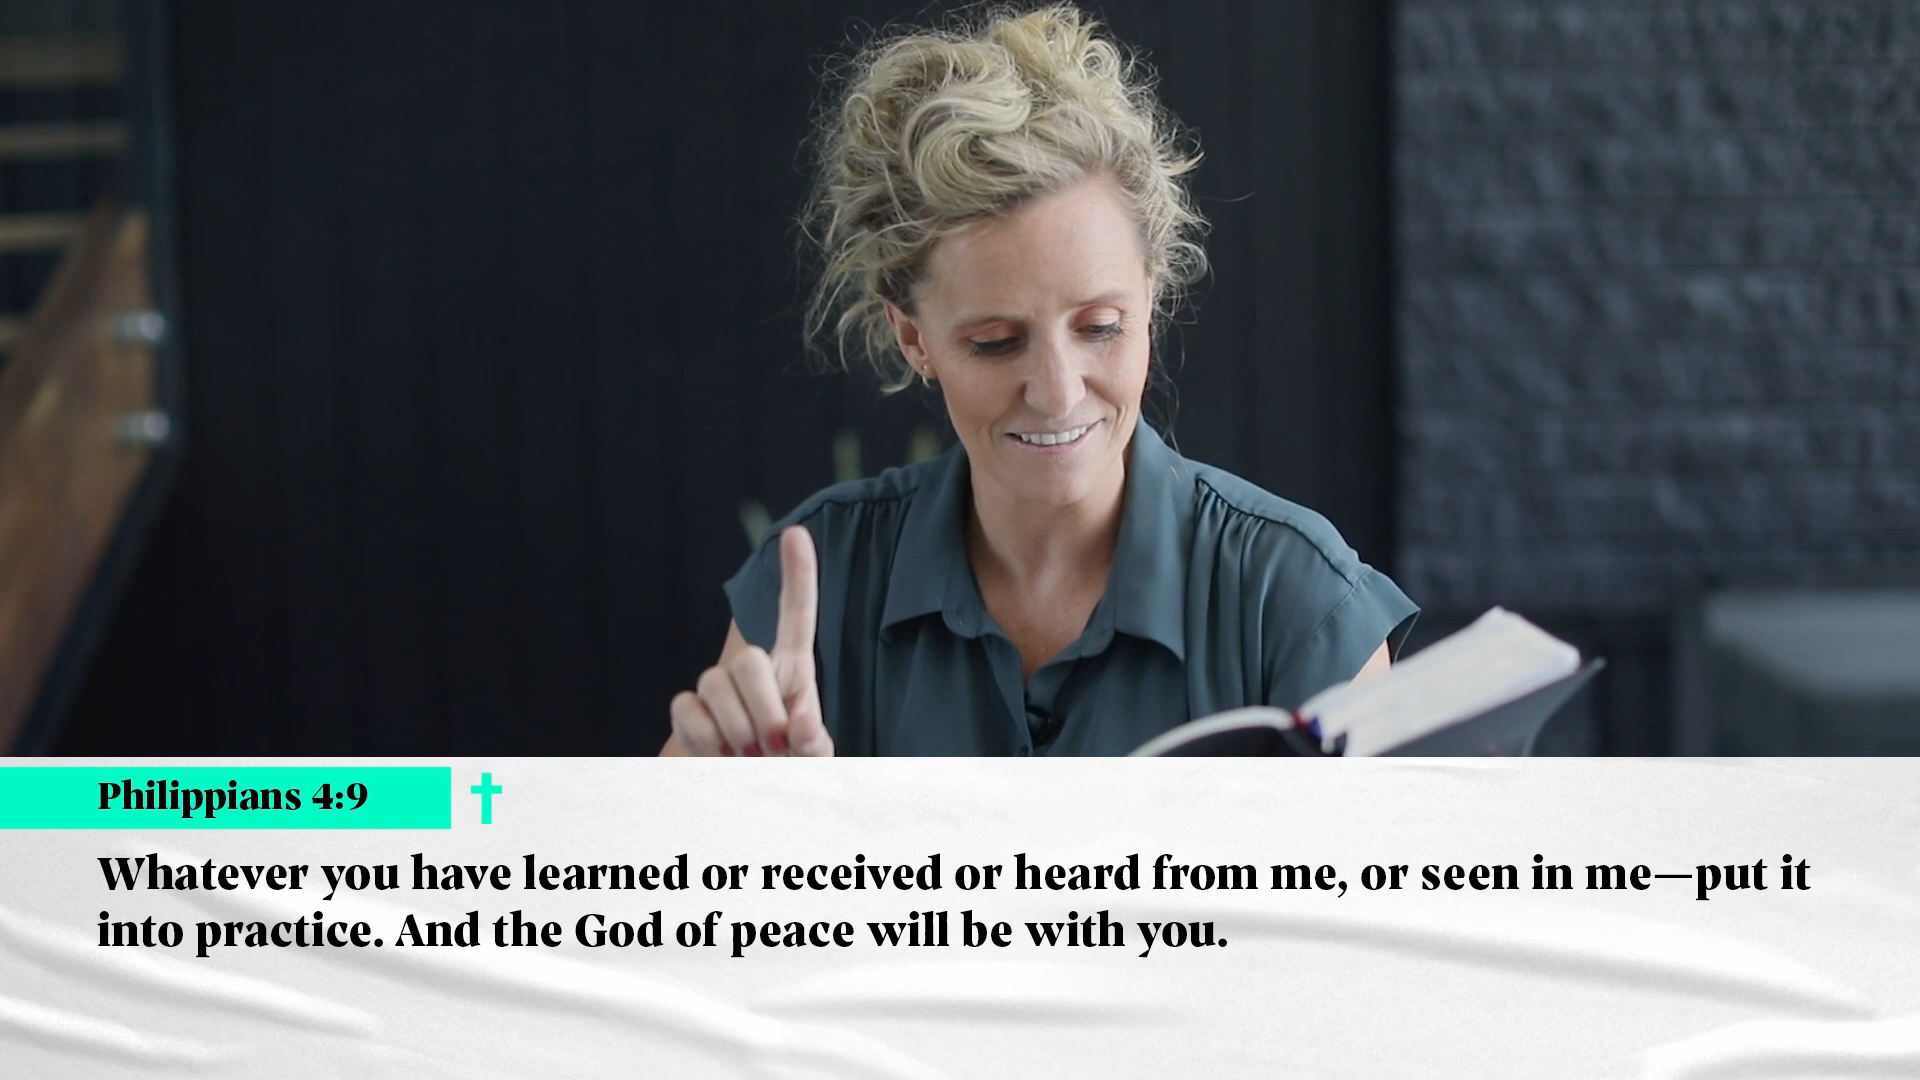 Philippians 4:9
Whatever you have learned or received or heard from me, or seen in me—put it
into practice. And the God of peace will be with you.